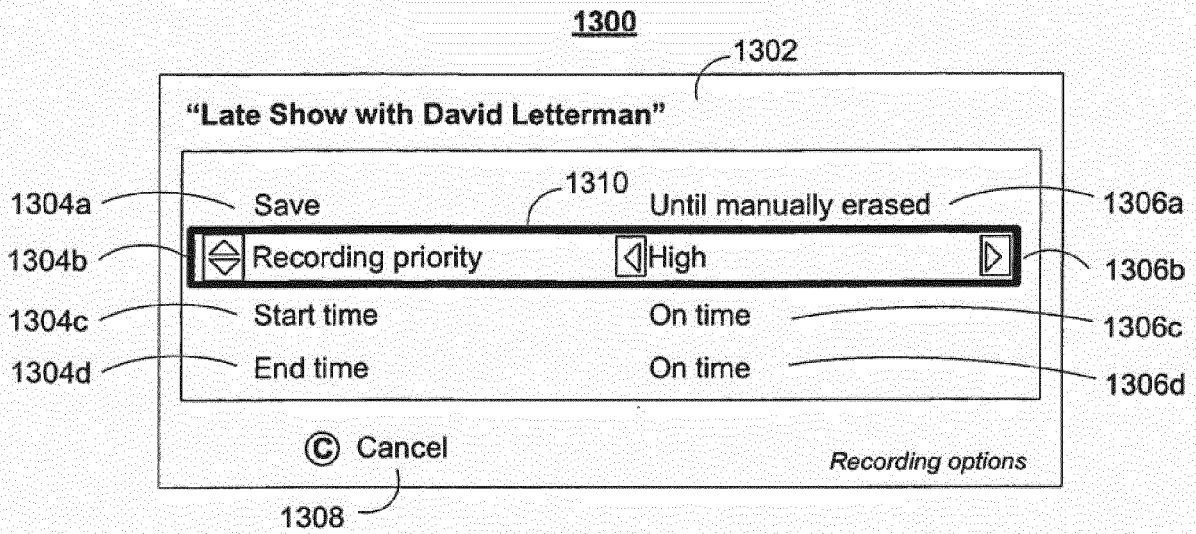 1300
1302
“Late Show with David Letterman”
1310
1304a Save Until manually erased 1306a
1304b Recording priority High 1306b
1304c Start time On time 1306c
1304d End time On time 1306d
C Cancel
Recording options
1308